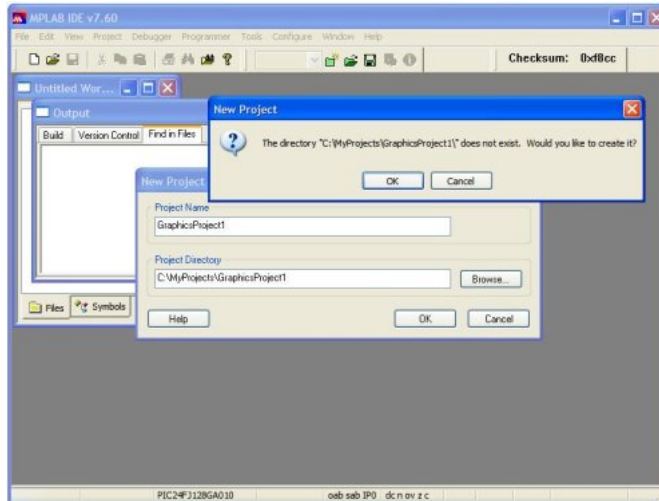 MPLAB IDE v7.60
File Edit View Project Debugger Programmer Tools Configure Window Help
Checksum: 0xf8cc
Untitled Wor...
Output
Build Version Control Find in Files
New Project
The directory "C:\MyProjects\GraphicsProject1\" does not exist. Would you like to create it?
OK Cancel
New Project
Project Name
GraphicsProject1
Project Directory
C:\MyProjects\GraphicsProject1
Browse...
Files Symbols
Help OK Cancel
PIC24FJ128GA010 oab sab IP0 dc n ov z c